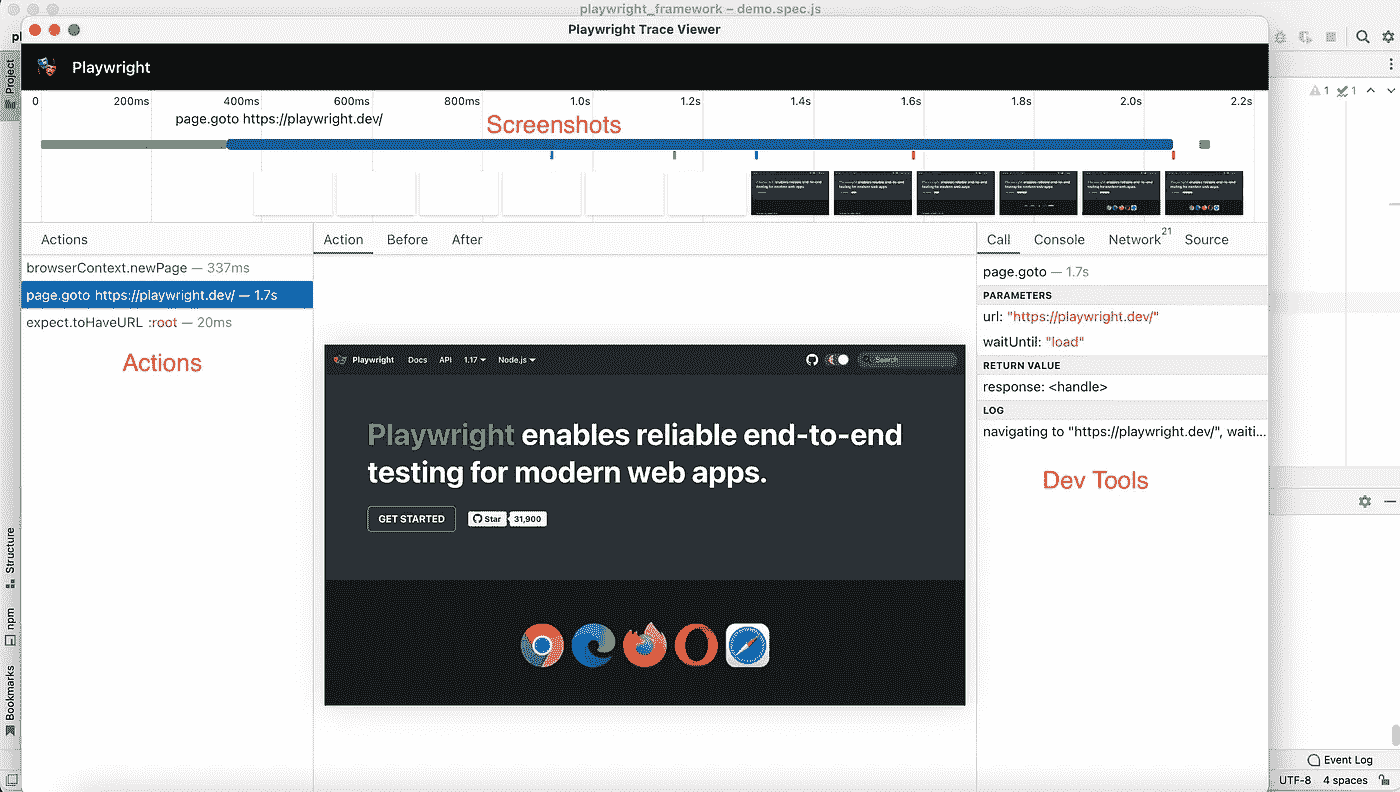 playwright_framework – demo.spec.js
Playwright Trace Viewer
Project
Playwright
1
1
0
200ms
400ms
600ms
800ms
1.0s
1.2s
1.4s
1.6s
1.8s
2.0s
2.2s
page.goto https://playwright.dev/
Screenshots
Actions
browserContext.newPage — 337ms
page.goto https://playwright.dev/ — 1.7s
expect.toHaveURL :root — 20ms
Actions
Action
Before
After
Playwright
Docs
API
1.17
Node.js
Search
Playwright enables reliable end-to-end
testing for modern web apps.
GET STARTED
Star
31,900
Call
Console
Network 21
Source
page.goto — 1.7s
PARAMETERS
url: "https://playwright.dev/"
waitUntil: "load"
RETURN VALUE
response: <handle>
LOG
navigating to "https://playwright.dev/", waiti...
Dev Tools
Structure
npm
Bookmarks
Event Log
UTF-8
4 spaces